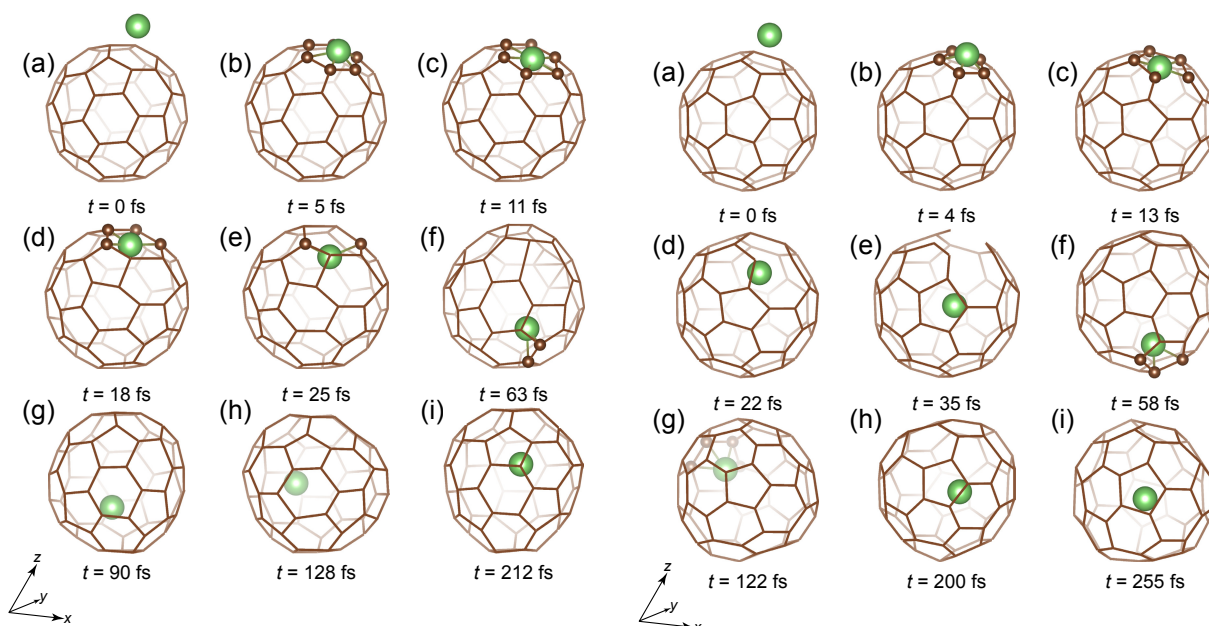 (a)
(b)
(c)
t = 0 fs
t = 5 fs
t = 11 fs
(d)
(e)
(f)
t = 18 fs
t = 25 fs
t = 63 fs
(g)
(h)
(i)
t = 90 fs
t = 128 fs
t = 212 fs
z
y
x
(a)
(b)
(c)
t = 0 fs
t = 4 fs
t = 13 fs
(d)
(e)
(f)
t = 22 fs
t = 35 fs
t = 58 fs
(g)
(h)
(i)
t = 122 fs
t = 200 fs
t = 255 fs
z
y
x